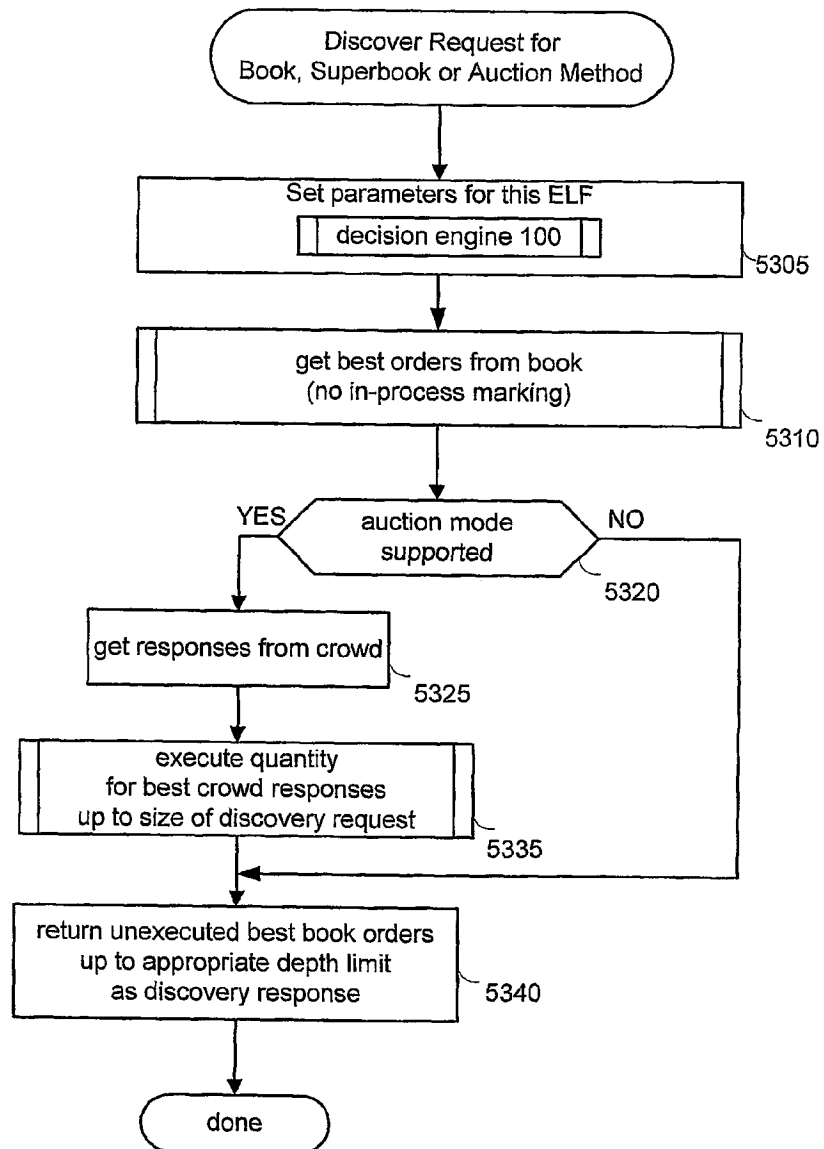 Discover Request for
Book, Superbook or Auction Method
Set parameters for this ELF
decision engine 100
5305
get best orders from book
(no in-process marking)
5310
YES
auction mode
supported
NO
5320
get responses from crowd
5325
execute quantity
for best crowd responses
up to size of discovery request
5335
return unexecuted best book orders
up to appropriate depth limit
as discovery response
5340
done